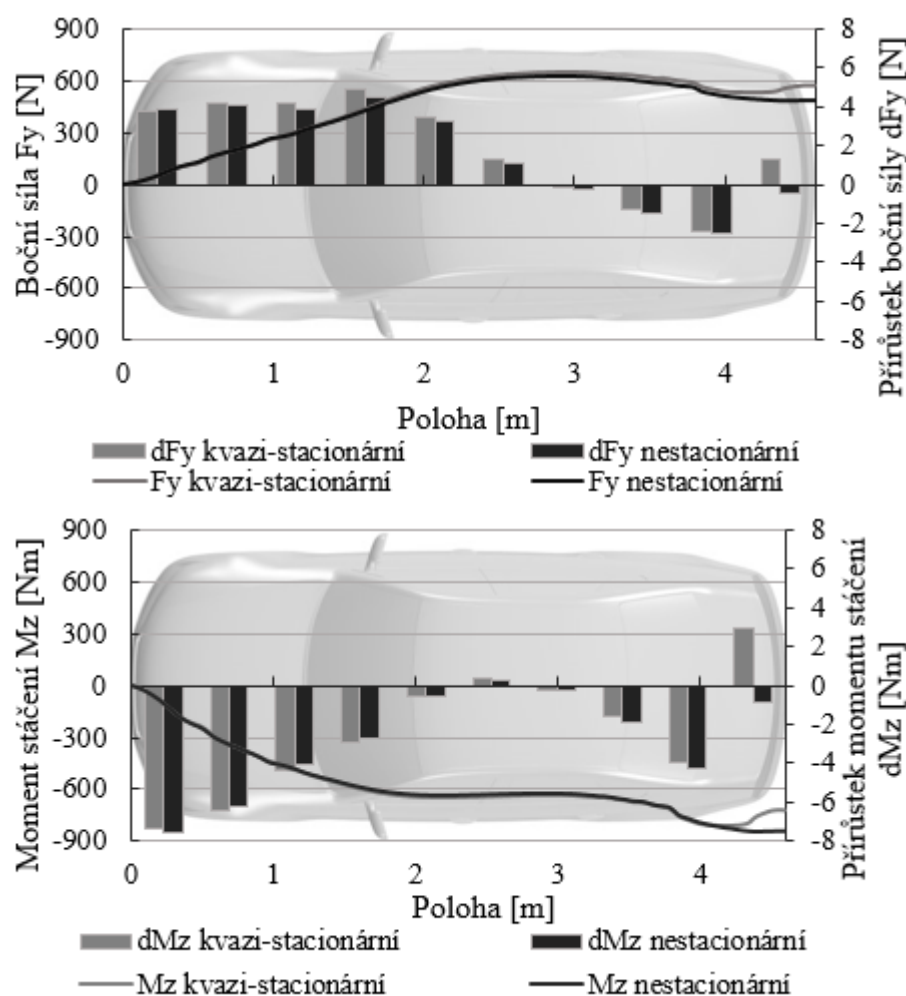 Boční síla Fy [N]
900
600
300
0
-300
-600
-900
8
6
4
2
0
-2
-4
-6
-8
Přírůstek boční síly dFy [N]
0 1 2 3 4
Poloha [m]
dFy kvazi-stacionární dFy nestacionární
Fy kvazi-stacionární Fy nestacionární
Moment stáčení Mz [Nm]
900
600
300
0
-300
-600
-900
8
6
4
2
0
-2
-4
-6
-8
Přírůstek momentu stáčení
dMz [Nm]
0 1 2 3 4
Poloha [m]
dMz kvazi-stacionární dMz nestacionární
Mz kvazi-stacionární Mz nestacionární